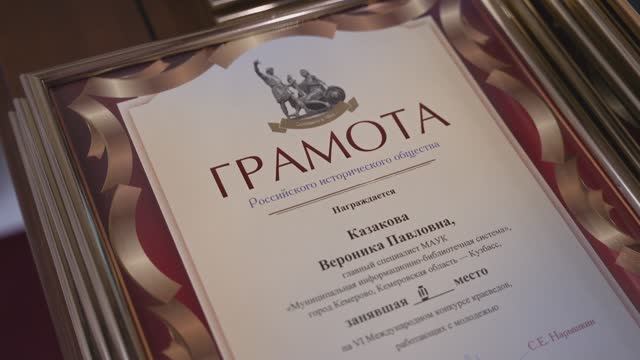 ГРАМОТА
Российского исторического общества
Награждается
Казакова
Вероника Павловна,
главный специалист МАУК
«Муниципальная информационно-библиотечная система»,
город Кемерово, Кемеровская область — Кузбасс,
занявшая III место
на VI Международном конкурсе краеведов,
работающих с молодежью
С.Е. Нарышкин